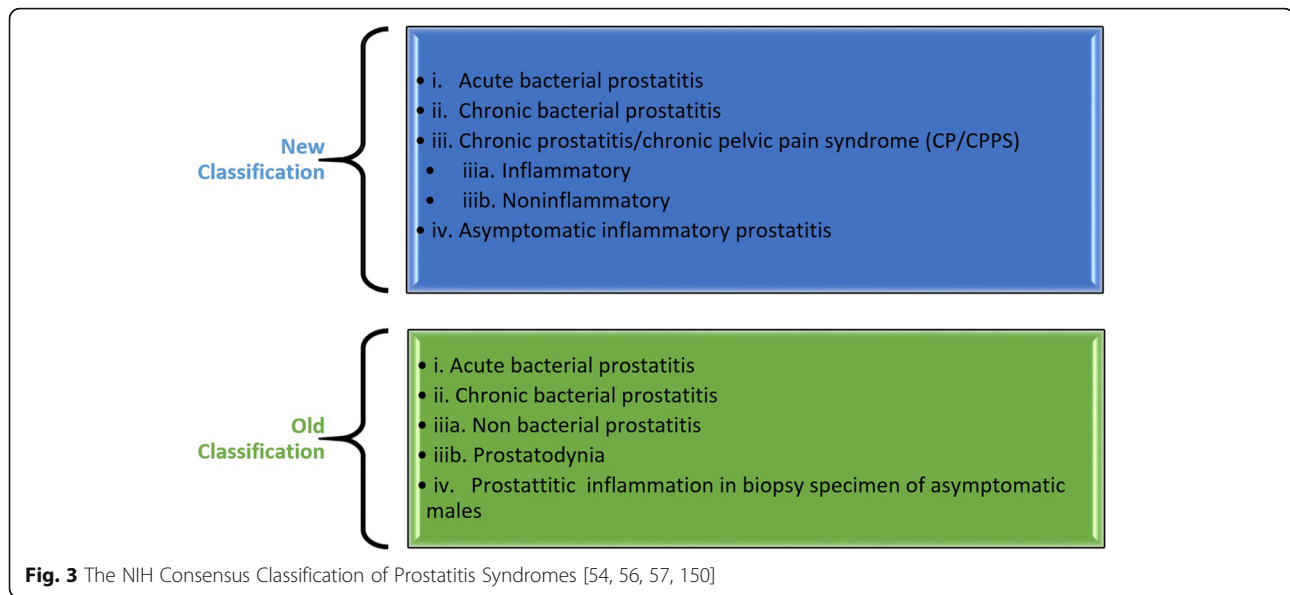 New
Classification
• i. Acute bacterial prostatitis
• ii. Chronic bacterial prostatitis
• iii. Chronic prostatitis/chronic pelvic pain syndrome (CP/CPPS)
• iiia. Inflammatory
• iiib. Noninflammatory
• iv. Asymptomatic inflammatory prostatitis
Old
Classification
• i. Acute bacterial prostatitis
• ii. Chronic bacterial prostatitis
• iiia. Non bacterial prostatitis
• iiib. Prostatodynia
• iv. Prostattitic inflammation in biopsy specimen of asymptomatic
males
Fig. 3 The NIH Consensus Classification of Prostatitis Syndromes [54, 56, 57, 150]